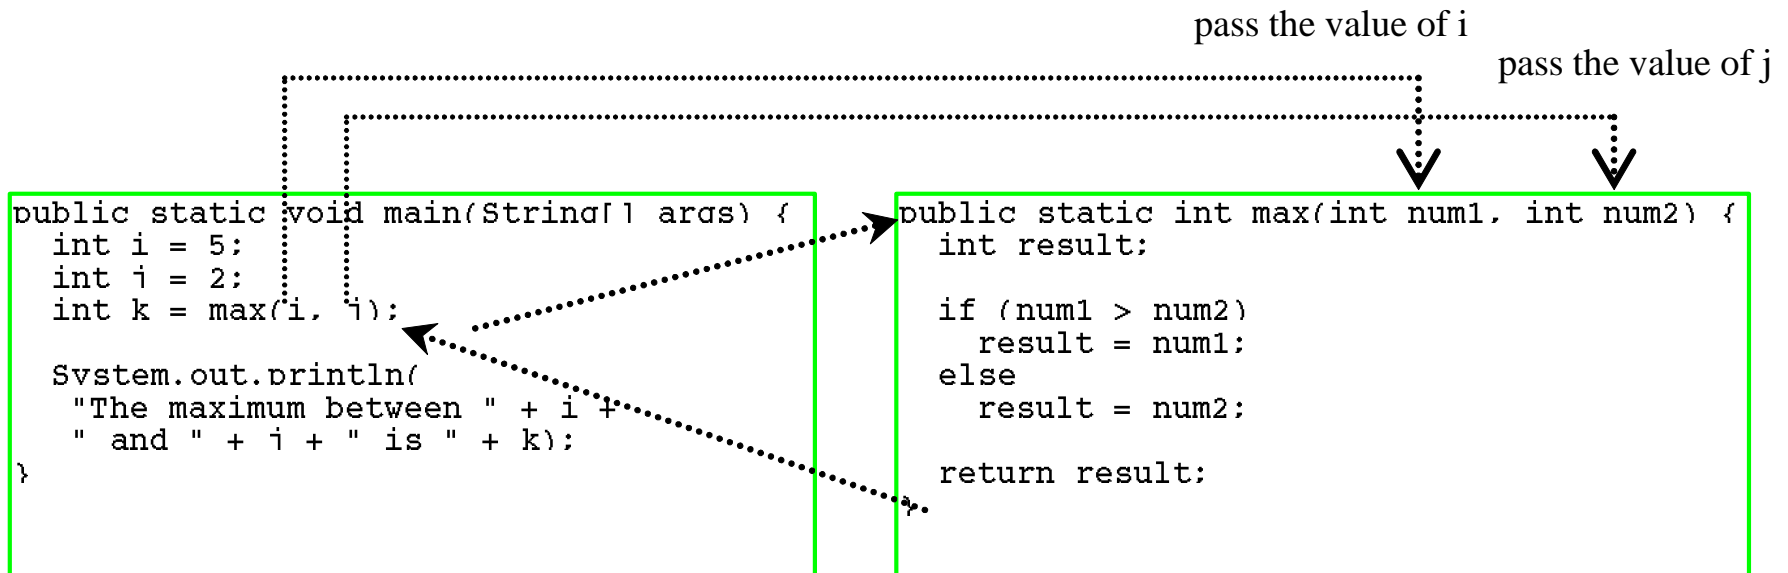 pass the value of i
pass the value of j
public static void main(String[] args) {
  int i = 5;
  int j = 2;
  int k = max(i, j);

  System.out.println(
   "The maximum between " + i +
   " and " + j + " is " + k);
}
public static int max(int num1, int num2) {
  int result;

  if (num1 > num2)
    result = num1;
  else
    result = num2;

  return result;
}